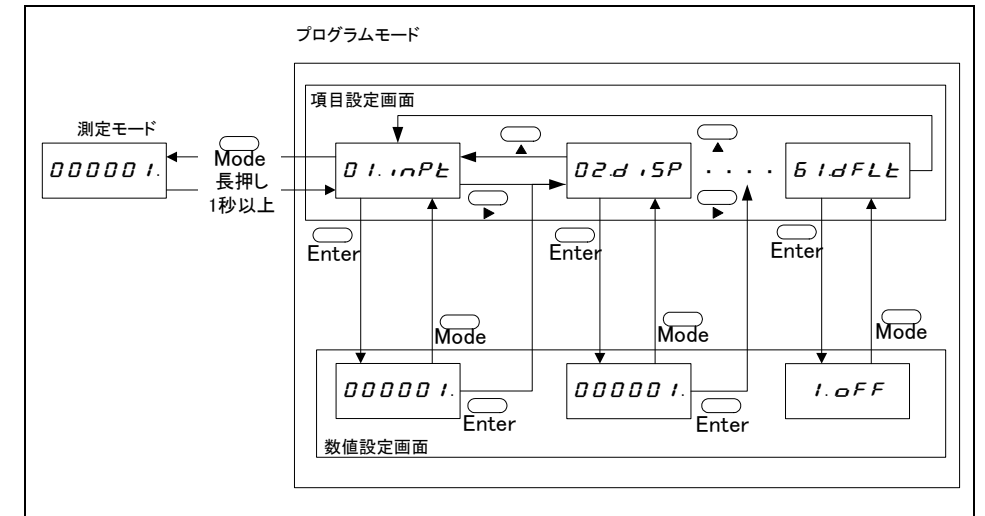 プログラムモード
項目設定画面
測定モード
000001.
Mode
長押し
1秒以上
01.inPt
▲
▶
02.diSP
▲
・・・・
▶
61.dFLt
Enter
Enter
Enter
Mode
Mode
Mode
000001.
Enter
000001.
Enter
1.oFF
数値設定画面